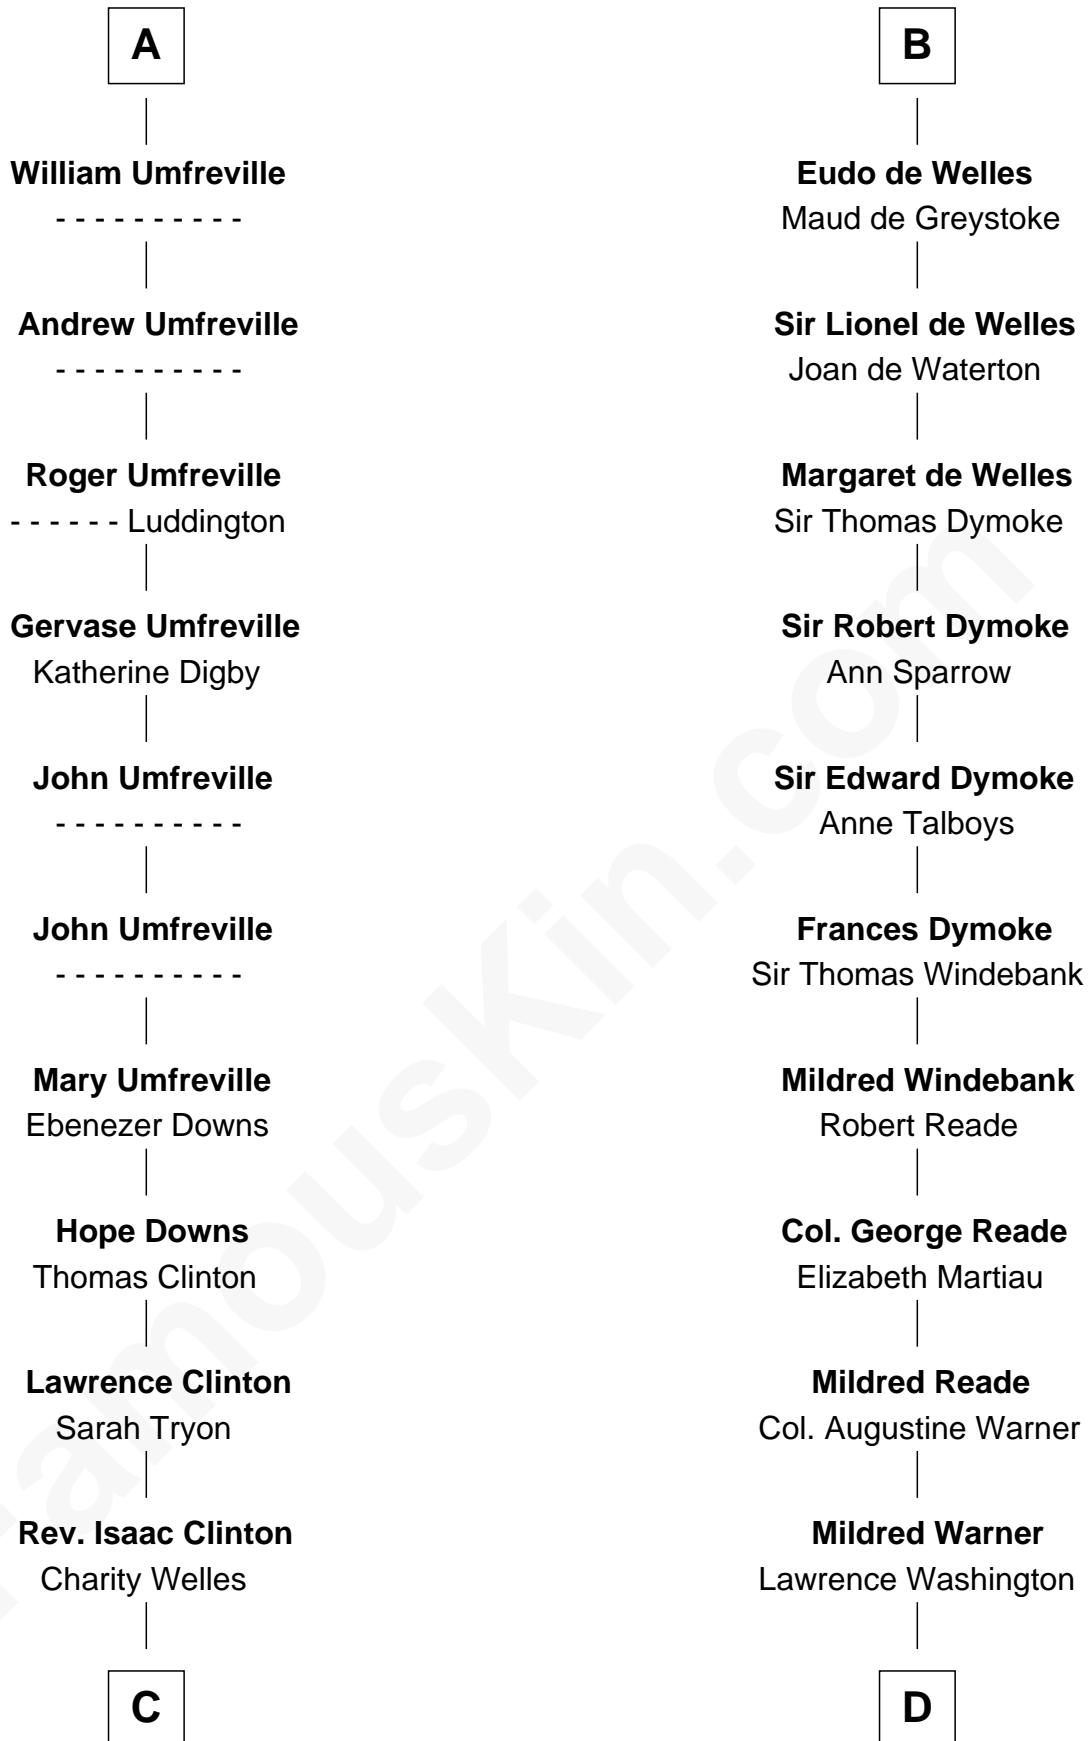 A
William Umfreville
- - - - - - - - - -
Andrew Umfreville
- - - - - - - - - -
Roger Umfreville
- - - - - - Luddington
Gervase Umfreville
Katherine Digby
John Umfreville
- - - - - - - - - -
John Umfreville
- - - - - - - - - -
Mary Umfreville
Ebenezer Downs
Hope Downs
Thomas Clinton
Lawrence Clinton
Sarah Tryon
Rev. Isaac Clinton
Charity Welles
C
B
Eudo de Welles
Maud de Greystoke
Sir Lionel de Welles
Joan de Waterton
Margaret de Welles
Sir Thomas Dymoke
Sir Robert Dymoke
Ann Sparrow
Sir Edward Dymoke
Anne Talboys
Frances Dymoke
Sir Thomas Windebank
Mildred Windebank
Robert Reade
Col. George Reade
Elizabeth Martiau
Mildred Reade
Col. Augustine Warner
Mildred Warner
Lawrence Washington
D
FamousKin.com